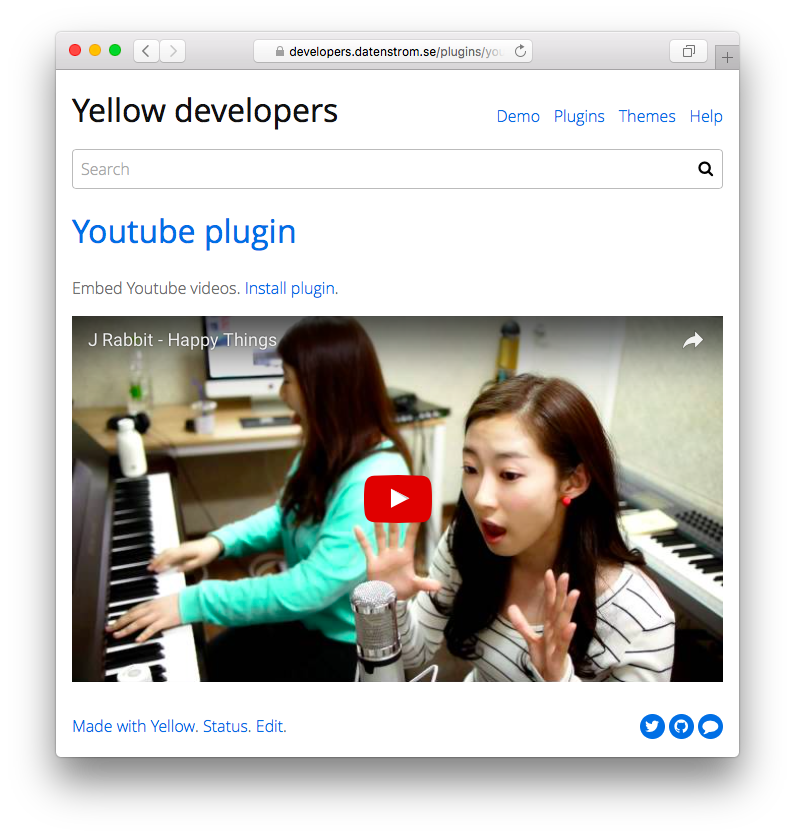 developers.datenstrom.se/plugins/you
Yellow developers
Demo Plugins Themes Help
Search
Youtube plugin
Embed Youtube videos. Install plugin.
J Rabbit - Happy Things
Made with Yellow. Status. Edit.